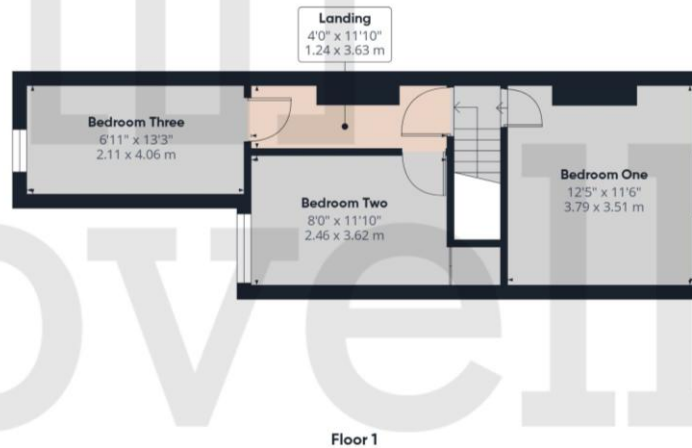 Landing
4'0" x 11'10"
1.24 x 3.63 m
Bedroom Three
6'11" x 13'3"
2.11 x 4.06 m
Bedroom Two
8'0" x 11'10"
2.46 x 3.62 m
Bedroom One
12'5" x 11'6"
3.79 x 3.51 m
ovell
Floor 1